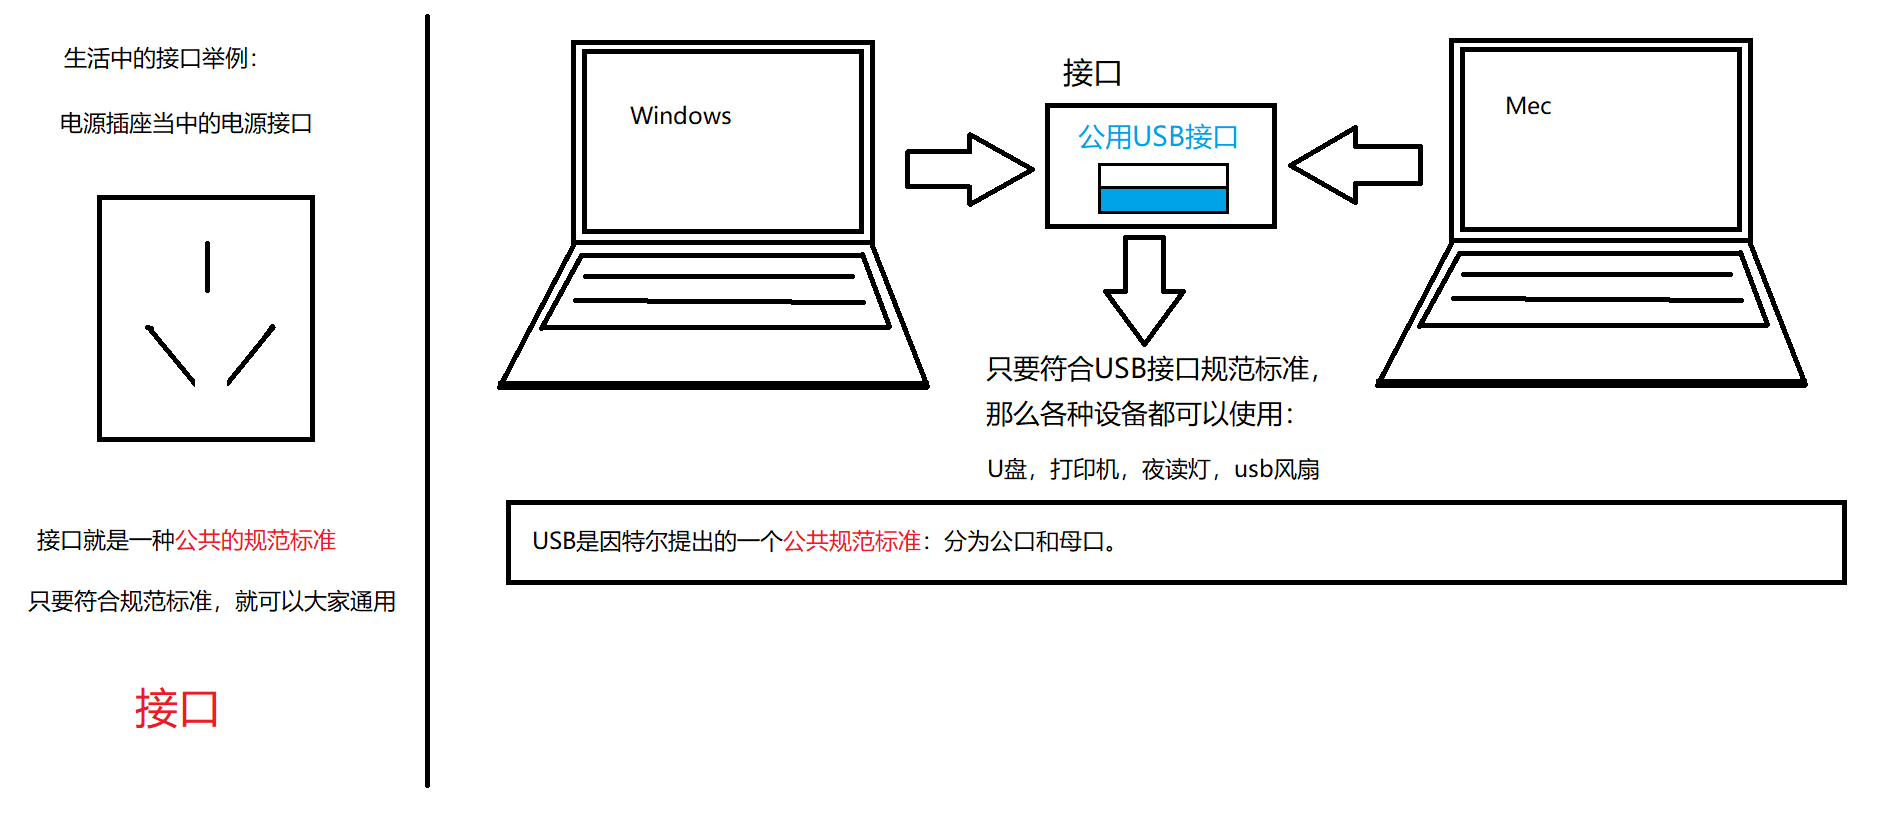 生活中的接口举例：
电源插座当中的电源接口
接口就是一种公共的规范标准
只要符合规范标准，就可以大家通用
接口
Windows
接口
公用USB接口
Mec
只要符合USB接口规范标准，
那么各种设备都可以使用：
U盘，打印机，夜读灯，usb风扇
USB是因特尔提出的一个公共规范标准：分为公口和母口。